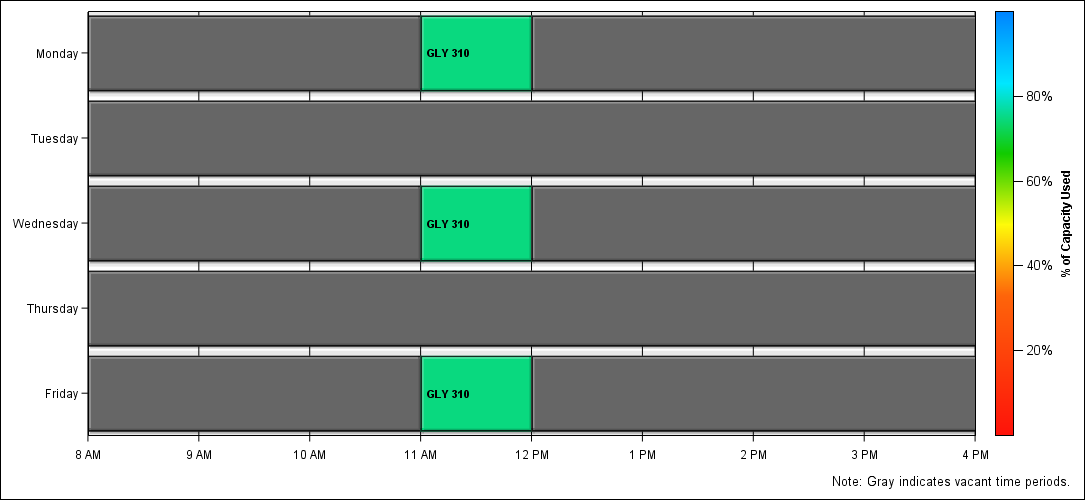 Monday
GLY 310
Tuesday
Wednesday
GLY 310
Thursday
Friday
GLY 310
8 AM 9 AM 10 AM 11 AM 12 PM 1 PM 2 PM 3 PM 4 PM
80%
60%
40%
20%
% of Capacity Used
Note: Gray indicates vacant time periods.